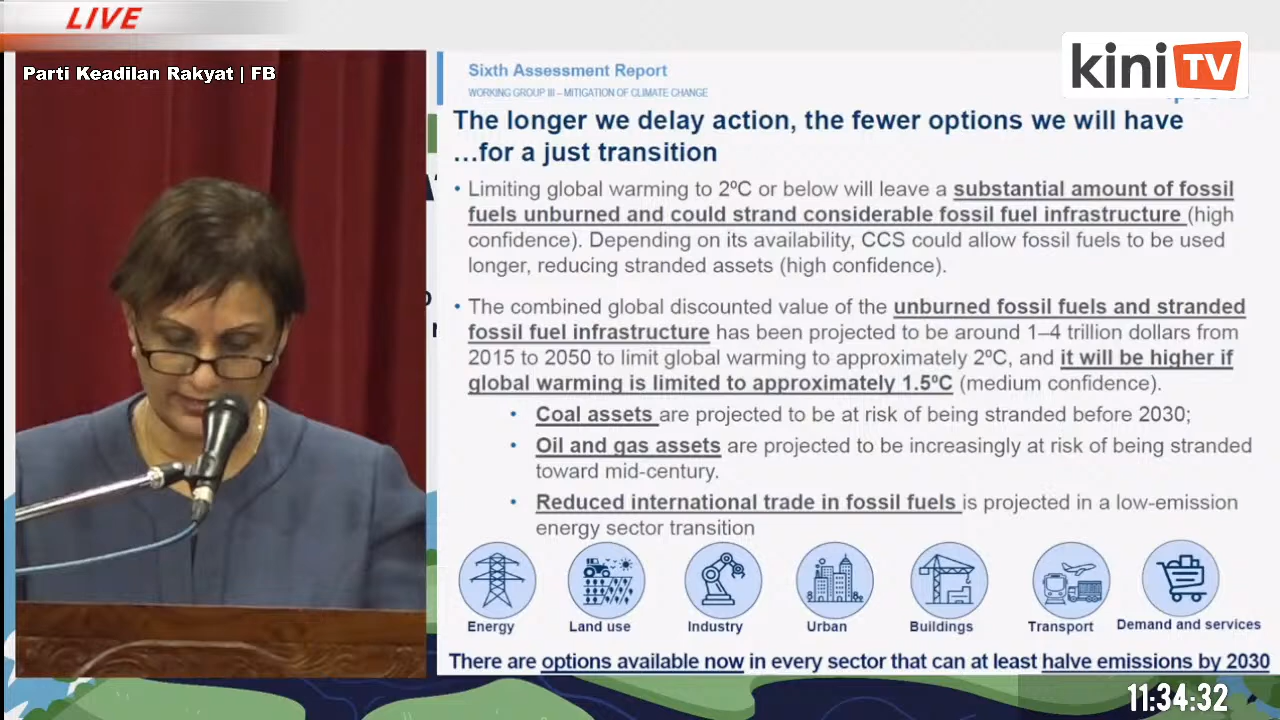 LIVE
Parti Keadilan Rakyat | FB
kini TV
Sixth Assessment Report
WORKING GROUP III – MITIGATION OF CLIMATE CHANGE
The longer we delay action, the fewer options we will have
…for a just transition
• Limiting global warming to 2ºC or below will leave a substantial amount of fossil
fuels unburned and could strand considerable fossil fuel infrastructure (high
confidence). Depending on its availability, CCS could allow fossil fuels to be used
longer, reducing stranded assets (high confidence).
• The combined global discounted value of the unburned fossil fuels and stranded
fossil fuel infrastructure has been projected to be around 1–4 trillion dollars from
2015 to 2050 to limit global warming to approximately 2ºC, and it will be higher if
global warming is limited to approximately 1.5ºC (medium confidence).
• Coal assets are projected to be at risk of being stranded before 2030;
• Oil and gas assets are projected to be increasingly at risk of being stranded
toward mid-century.
• Reduced international trade in fossil fuels is projected in a low-emission
energy sector transition
Energy Land use Industry Urban Buildings Transport Demand and services
There are options available now in every sector that can at least halve emissions by 2030
11:34:32